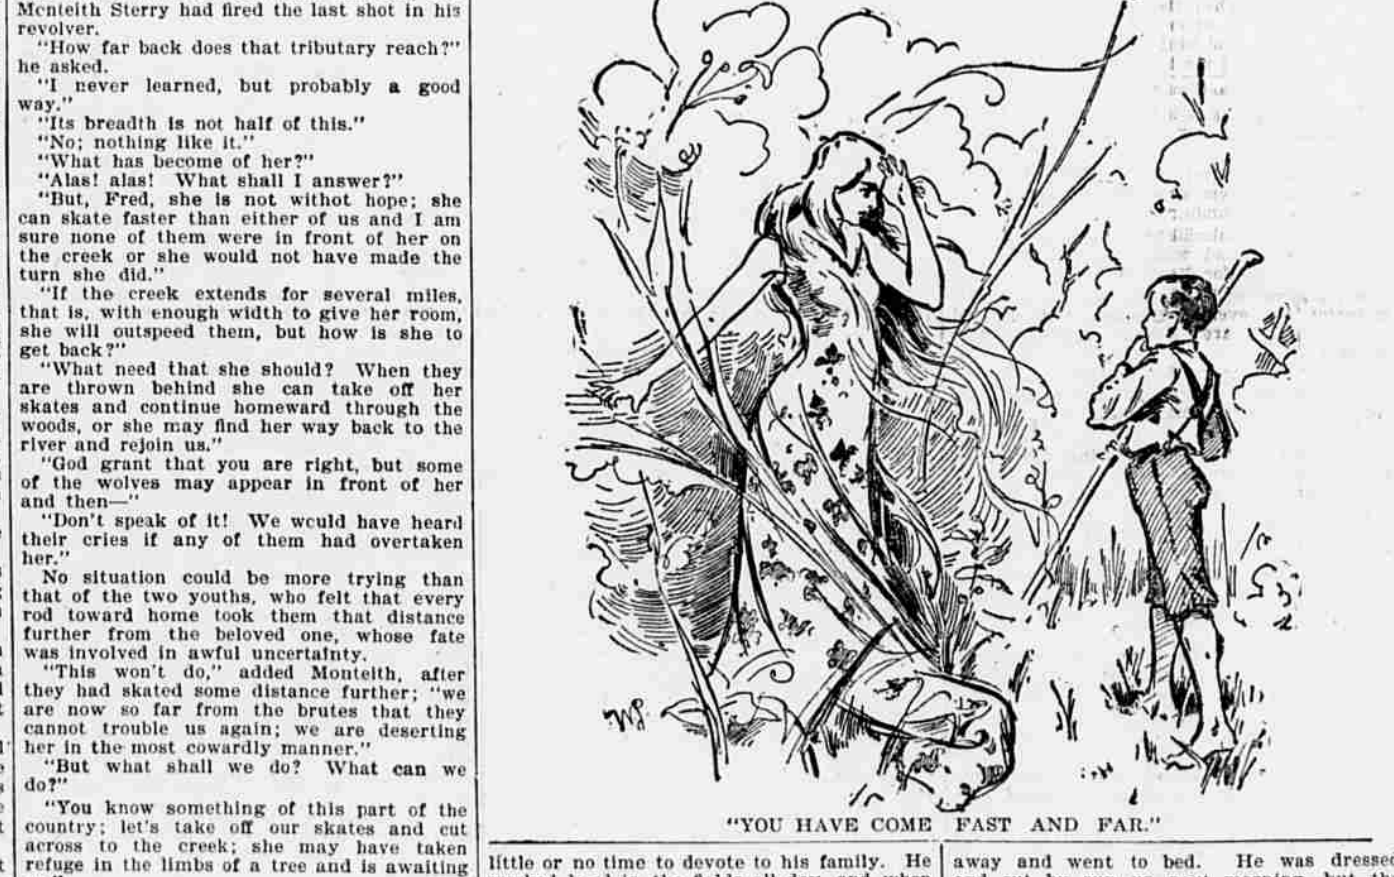 Monteith Sterry had fired the last shot in his
revolver.
"How far back does that tributary reach?"
he asked.
"I never learned, but probably a good
way."
"Its breadth is not half of this."
"No; nothing like it."
"What has become of her?"
"Alas! alas! What shall I answer?"
"But, Fred, she is not withot hope; she
can skate faster than either of us and I am
sure none of them were in front of her on
the creek or she would not have made the
turn she did."
"If the creek extends for several miles,
that is, with enough width to give her room,
she will outspeed them, but how is she to
get back?"
"What need that she should? When they
are thrown behind she can take off her
skates and continue homeward through the
woods, or she may find her way back to the
river and rejoin us."
"God grant that you are right, but some
of the wolves may appear in front of her
and then—"
"Don't speak of it! We would have heard
their cries if any of them had overtaken
her."
No situation could be more trying than
that of the two youths, who felt that every
rod toward home took them that distance
further from the beloved one, whose fate
was involved in awful uncertainty.
"This won't do," added Monteith, after
they had skated some distance further; "we
are now so far from the brutes that they
cannot trouble us again; we are deserting
her in the most cowardly manner."
"But what shall we do? What can we
do?"
"You know something of this part of the
country; let's take off our skates and cut
across to the creek; she may have taken
refuge in the limbs of a tree and is awaiting
"YOU HAVE COME FAST AND FAR."
little or no time to devote to his family. He
away and went to bed. He was dressed